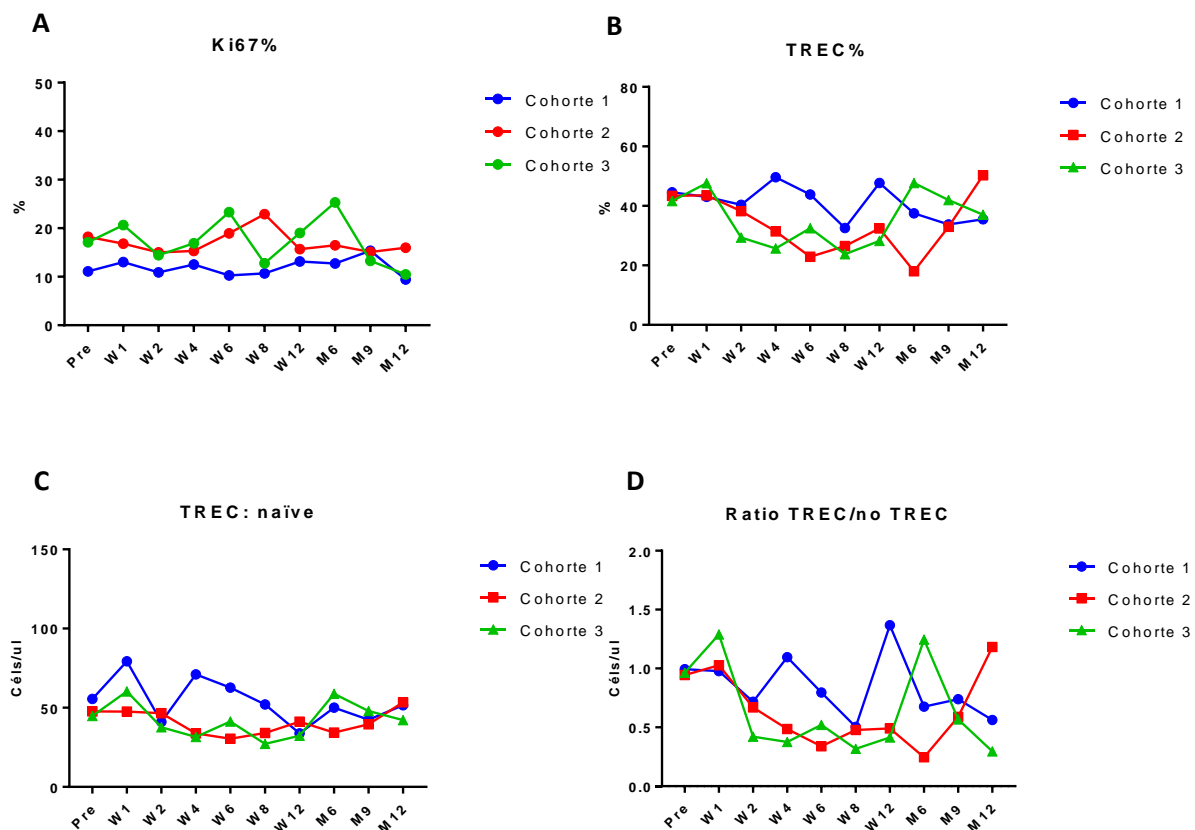 A
Ki67%
50
40
30
20
10
0
%
Pre
W1
W2
W4
W6
W8
W12
M6
M9
M12
Cohorte 1
Cohorte 2
Cohorte 3
B
TREC%
80
60
40
20
0
%
Pre
W1
W2
W4
W6
W8
W12
M6
M9
M12
Cohorte 1
Cohorte 2
Cohorte 3
C
TREC: naïve
150
100
50
0
Céls/ul
Pre
W1
W2
W4
W6
W8
W12
M6
M9
M12
Cohorte 1
Cohorte 2
Cohorte 3
D
Ratio TREC/no TREC
2.0
1.5
1.0
0.5
0.0
Céls/ul
Pre
W1
W2
W4
W6
W8
W12
M6
M9
M12
Cohorte 1
Cohorte 2
Cohorte 3